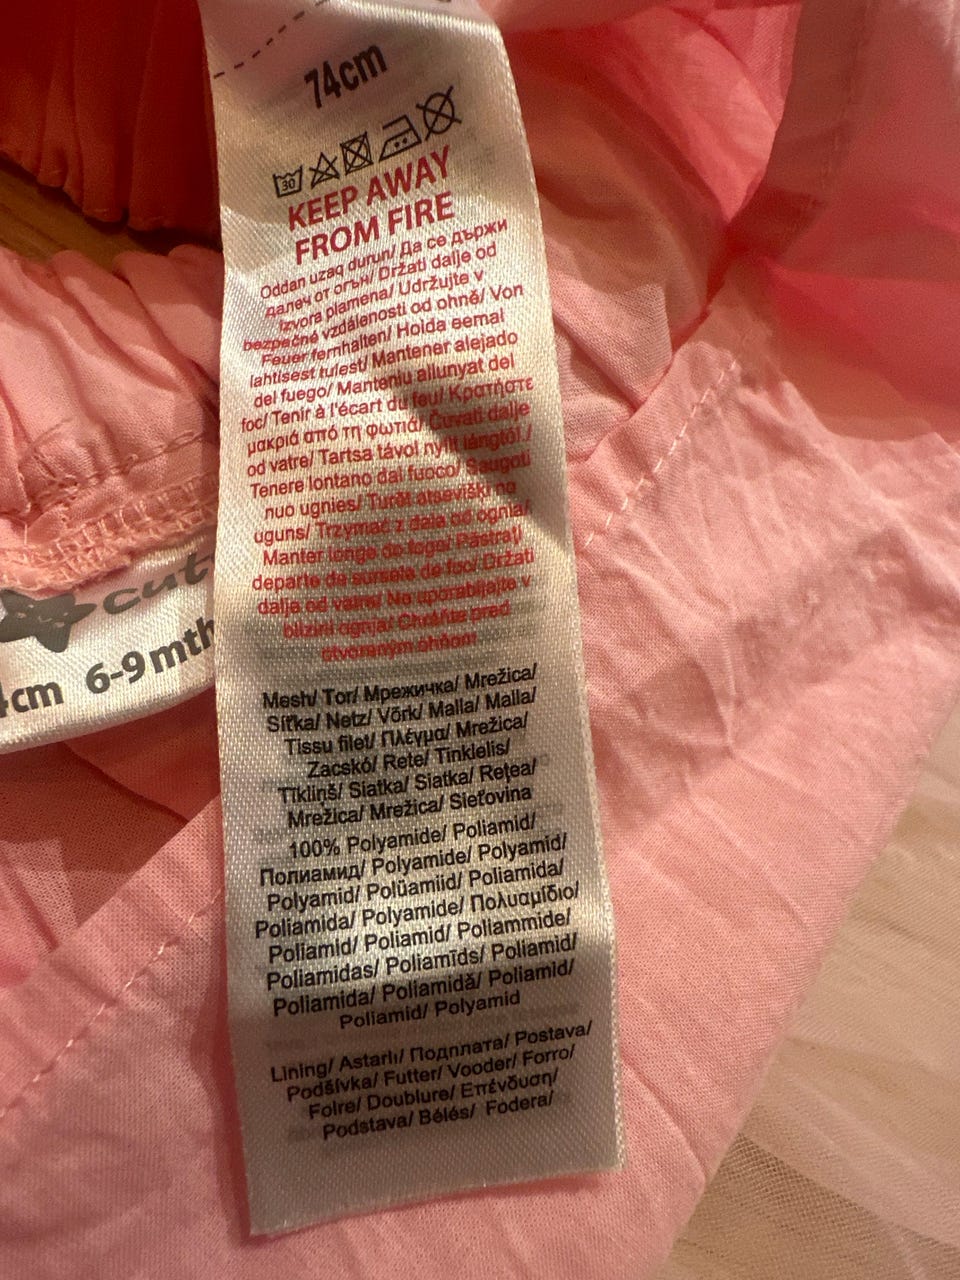 74cm
30
KEEP AWAY
FROM FIRE
Oddan uzaq durun/ Да се държи
далеч от огън/ Držati dalje od
izvora plamena/ Udržujte v
bezpečné vzdálenosti od ohně/ Von
Feuer fernhalten/ Hoida eemal
lahtisest tulest/ Mantener alejado
del fuego/ Manteniu allunyat del
foc/ Tenir à l'écart du feu/ Κρατήστε
μακριά από τη φωτιά/ Čuvati dalje
od vatre/ Tartsa távol nyílt lángtól./
Tenere lontano dal fuoco/ Saugoti
nuo ugnies/ Turēt atsevišķi no
uguns/ Trzymać z dala od ognia/
Manter longe do fogo/ Păstrați
departe de sursele de foc/ Držati
dalje od vatre/ Ne uporabljajte v
bližini ognja/ Chráňte pred
otvoreným ohňom
Mesh/ Tor/ Мрежичка/ Mrežica/
Síťka/ Netz/ Võrk/ Malla/ Malla/
Tissu filet/ Πλέγμα/ Mrežica/
Zacskó/ Rete/ Tinklelis/
Tīkliņš/ Siatka/ Siatka/ Rețea/
Mrežica/ Mrežica/ Sieťovina
100% Polyamide/ Poliamid/
Полиамид/ Polyamide/ Polyamid/
Polyamid/ Polüamiid/ Poliamida/
Poliamida/ Polyamide/ Πολυαμίδιο/
Poliamid/ Poliamid/ Poliammide/
Poliamidas/ Poliamīds/ Poliamid/
Poliamida/ Poliamidă/ Poliamid/
Poliamid/ Polyamid
Lining/ Astarlı/ Подплата/ Postava/
Podšívka/ Futter/ Vooder/ Forro/
Folre/ Doublure/ Επένδυση/
Podstava/ Bélés/ Fodera/
cut
4cm 6-9 mth